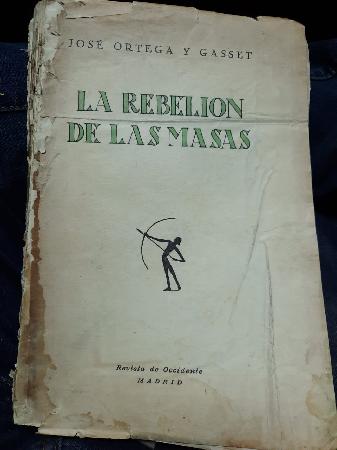 JOSÉ ORTEGA Y GASSET
LA REBELION
DE LAS MASAS
Revista de Occidente
MADRID